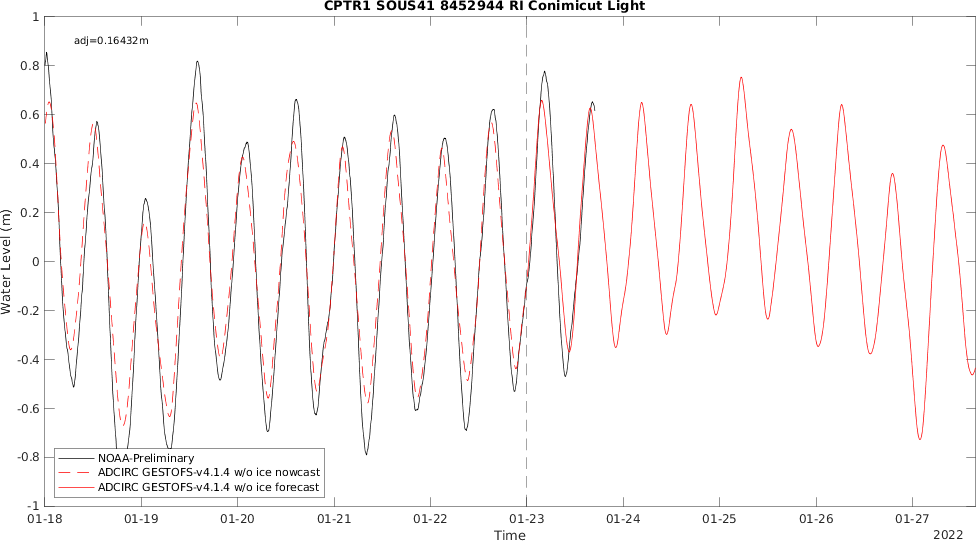 CPTR1 SOUS41 8452944 RI Conimicut Light
adj=0.16432m
1
0.8
0.6
0.4
0.2
0
-0.2
-0.4
-0.6
-0.8
-1
Water Level (m)
NOAA-Preliminary
ADCIRC GESTOFS-v4.1.4 w/o ice nowcast
ADCIRC GESTOFS-v4.1.4 w/o ice forecast
01-18 01-19 01-20 01-21 01-22 01-23 01-24 01-25 01-26 01-27
Time
2022